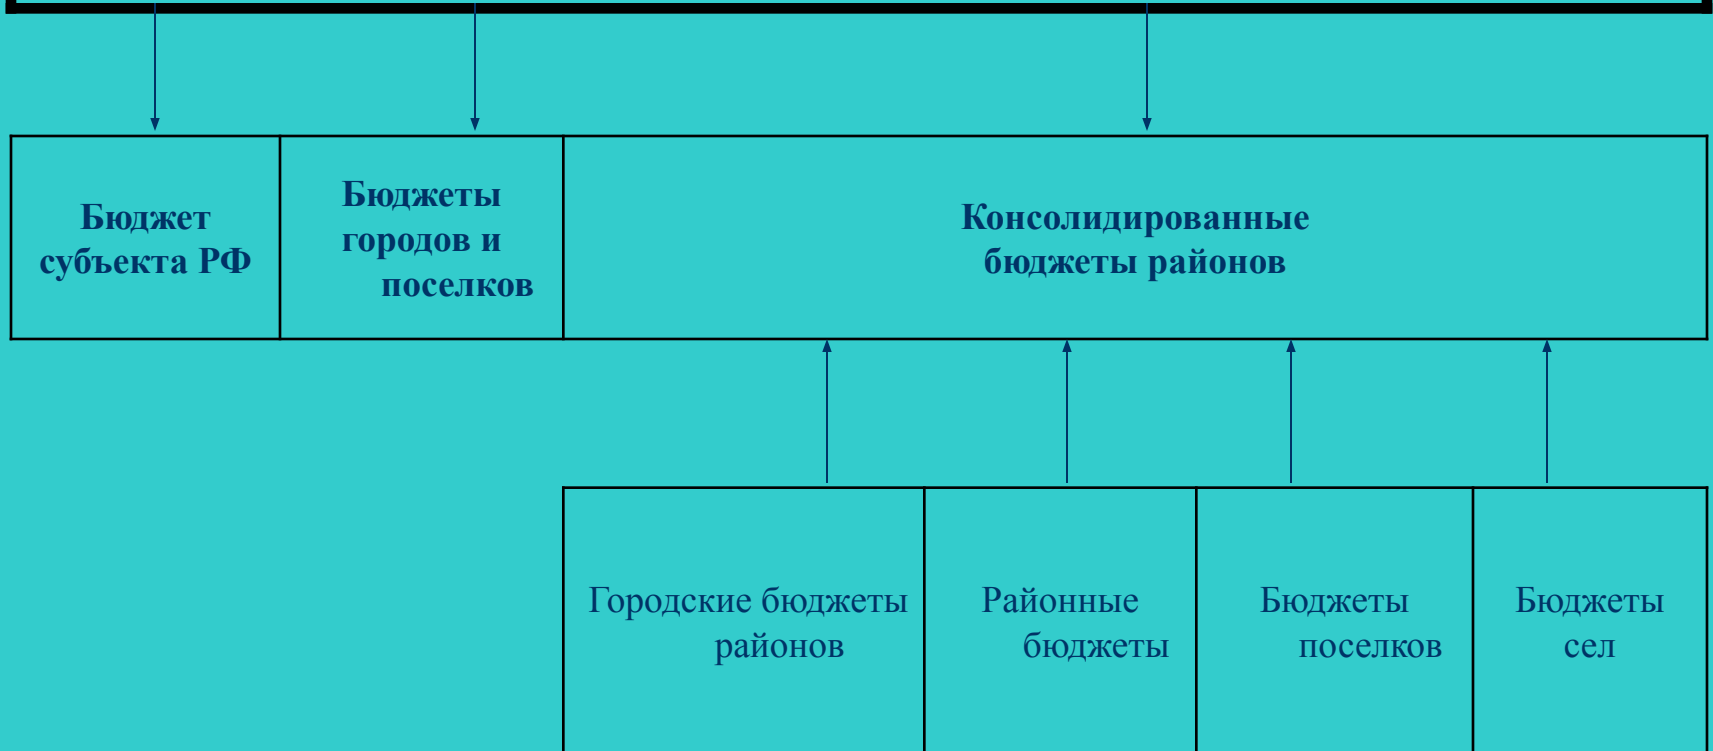 Бюджет
субъекта РФ
Бюджеты
городов и
поселков
Консолидированные
бюджеты районов
Городские бюджеты
районов
Районные
бюджеты
Бюджеты
поселков
Бюджеты
сел